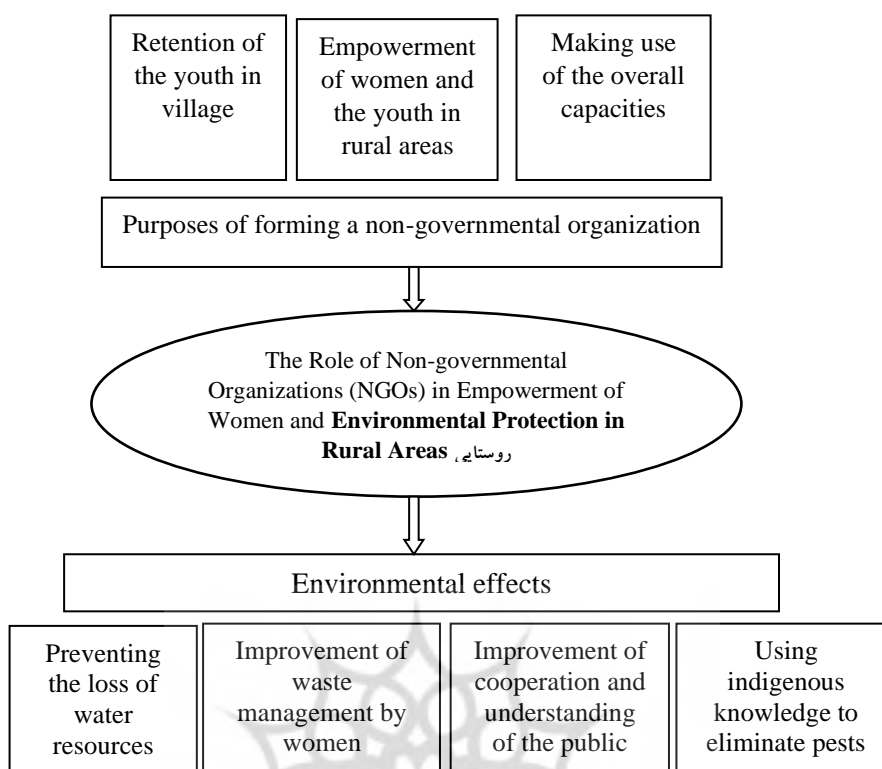 Retention of
the youth in
village
Empowerment
of women and
the youth in
rural areas
Making use
of the overall
capacities
Purposes of forming a non-governmental organization
The Role of Non-governmental
Organizations (NGOs) in Empowerment of
Women and Environmental Protection in
Rural Areas روستایی
Environmental effects
Preventing
the loss of
water
resources
Improvement of
waste
management by
women
Improvement of
cooperation and
understanding
of the public
Using
indigenous
knowledge to
eliminate pests